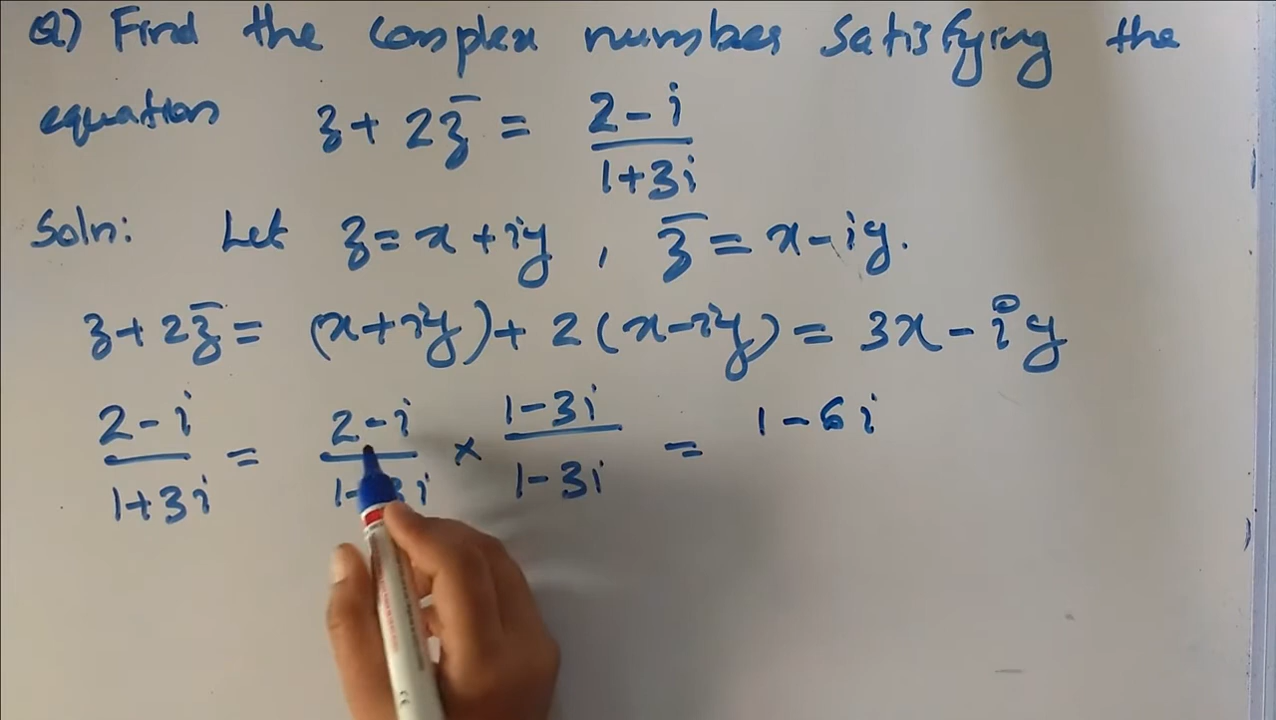 Q) Find the complex number satisfying the
equation z + 2z̄ = (2-i)/(1+3i)
Soln: Let z = x + iy , z̄ = x - iy.
z + 2z̄ = (x+iy) + 2(x-iy) = 3x - iy
(2-i)/(1+3i) = (2-i)/(1+3i) × (1-3i)/(1-3i) = 1-6i